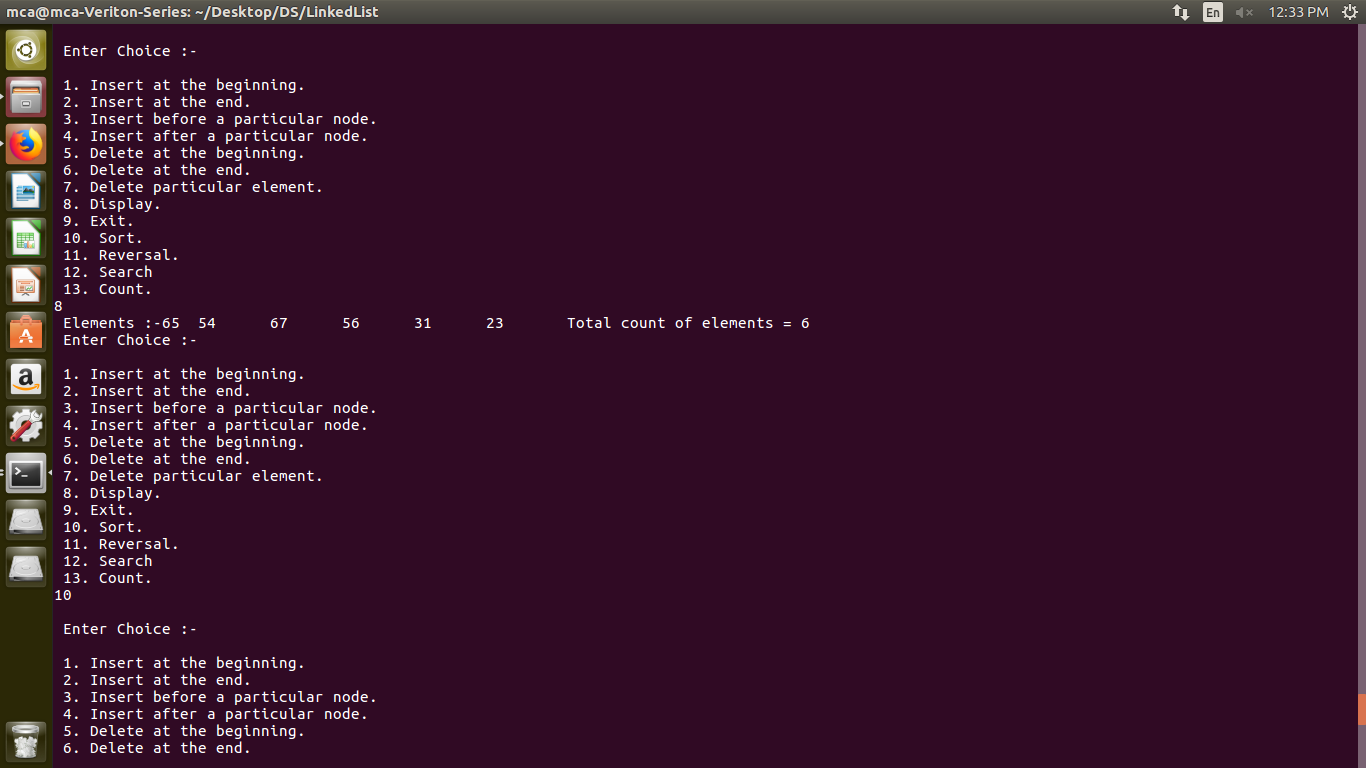 mca@mca-Veriton-Series: ~/Desktop/DS/LinkedList En 12:33 PM
Enter Choice :-
1. Insert at the beginning.
2. Insert at the end.
3. Insert before a particular node.
4. Insert after a particular node.
5. Delete at the beginning.
6. Delete at the end.
7. Delete particular element.
8. Display.
9. Exit.
10. Sort.
11. Reversal.
12. Search
13. Count.
8
Elements :-65 54 67 56 31 23 Total count of elements = 6
Enter Choice :-
1. Insert at the beginning.
2. Insert at the end.
3. Insert before a particular node.
4. Insert after a particular node.
5. Delete at the beginning.
6. Delete at the end.
7. Delete particular element.
8. Display.
9. Exit.
10. Sort.
11. Reversal.
12. Search
13. Count.
10
Enter Choice :-
1. Insert at the beginning.
2. Insert at the end.
3. Insert before a particular node.
4. Insert after a particular node.
5. Delete at the beginning.
6. Delete at the end.